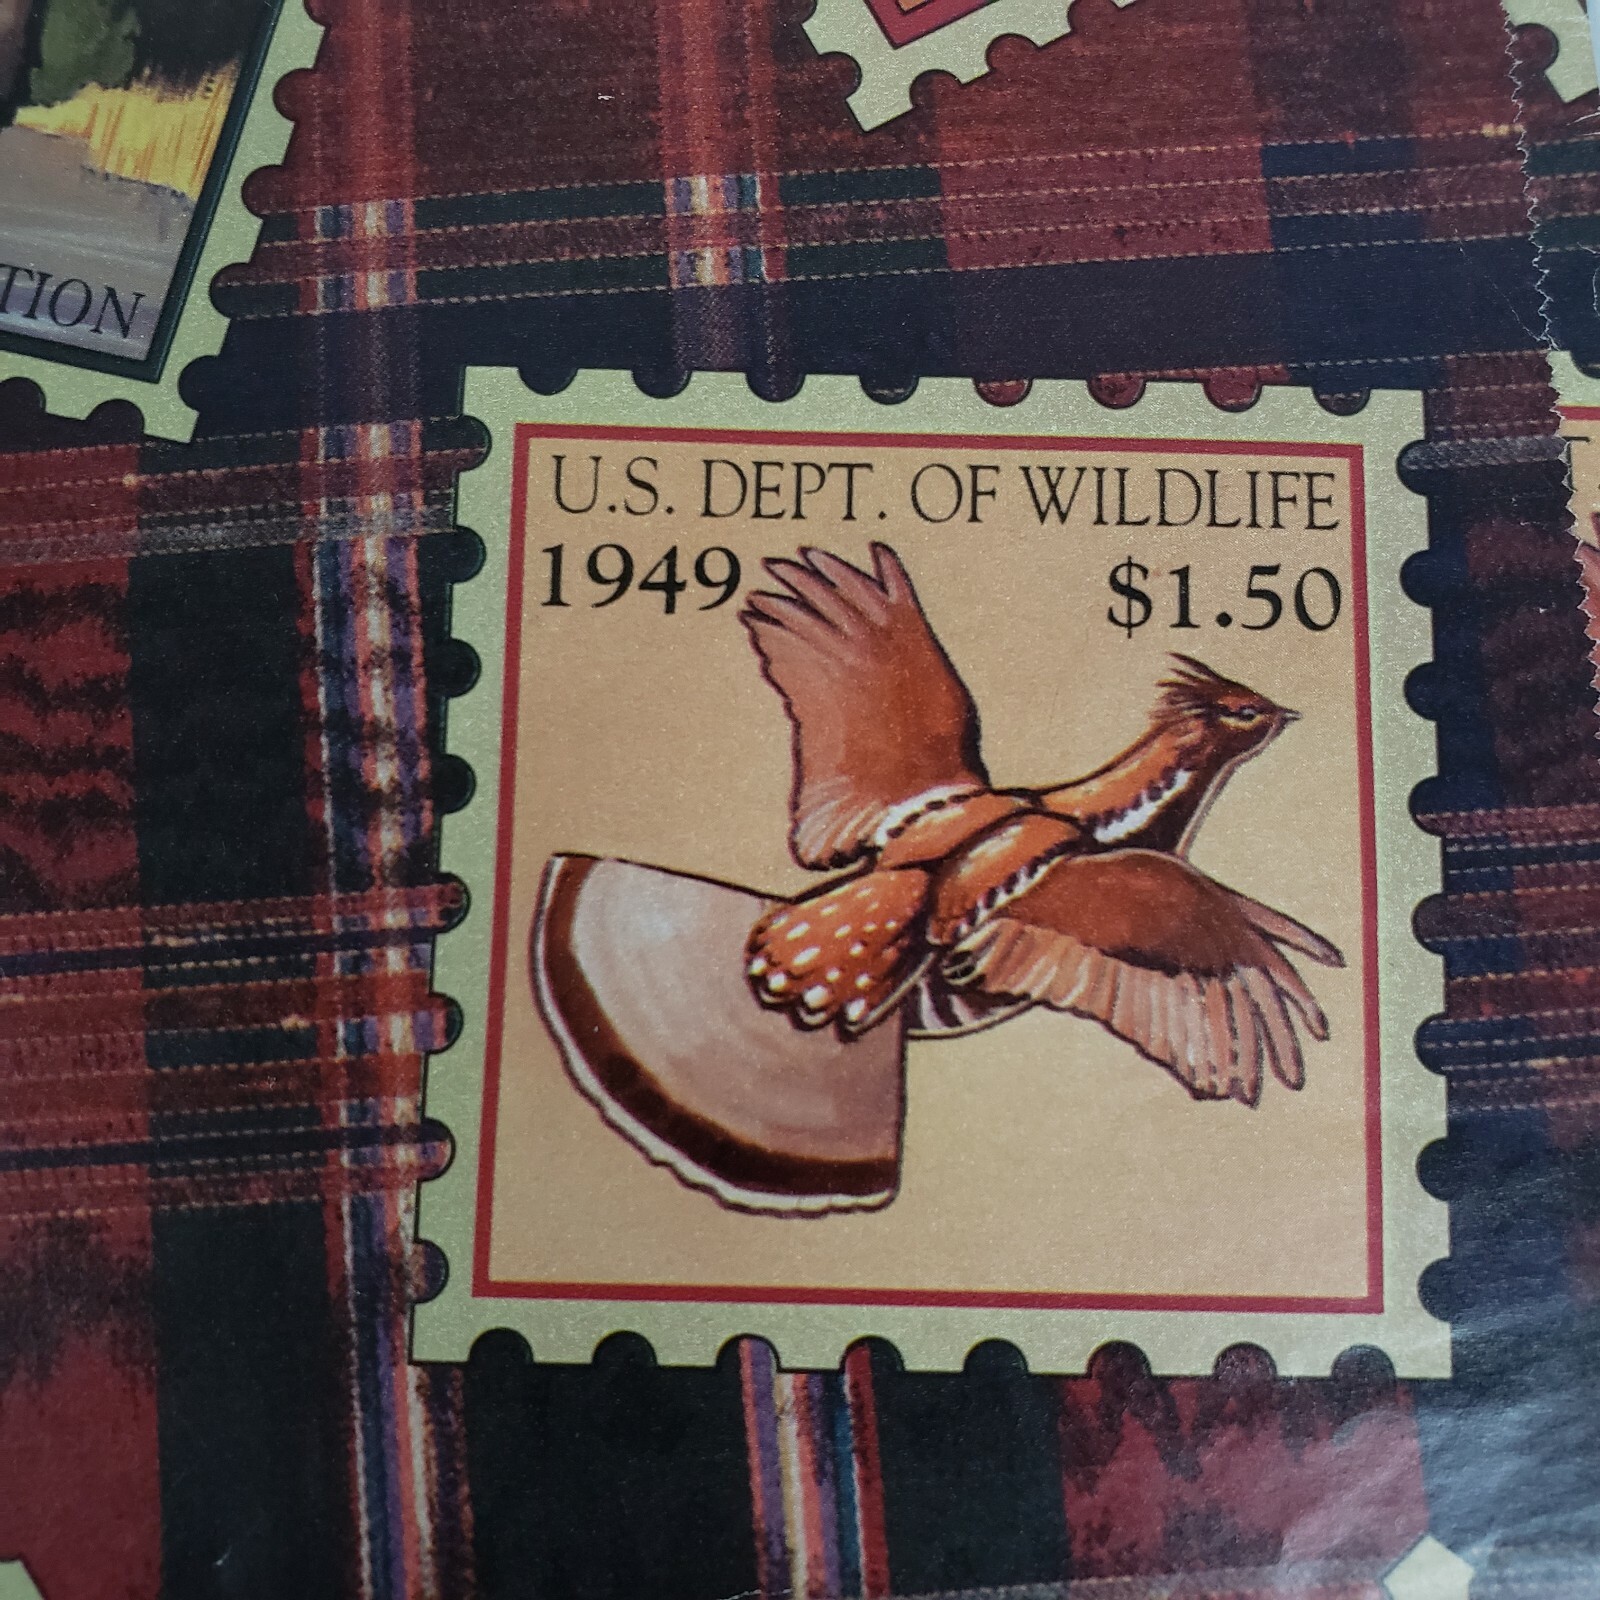 TION
U.S. DEPT. OF WILDLIFE
1949 $1.50